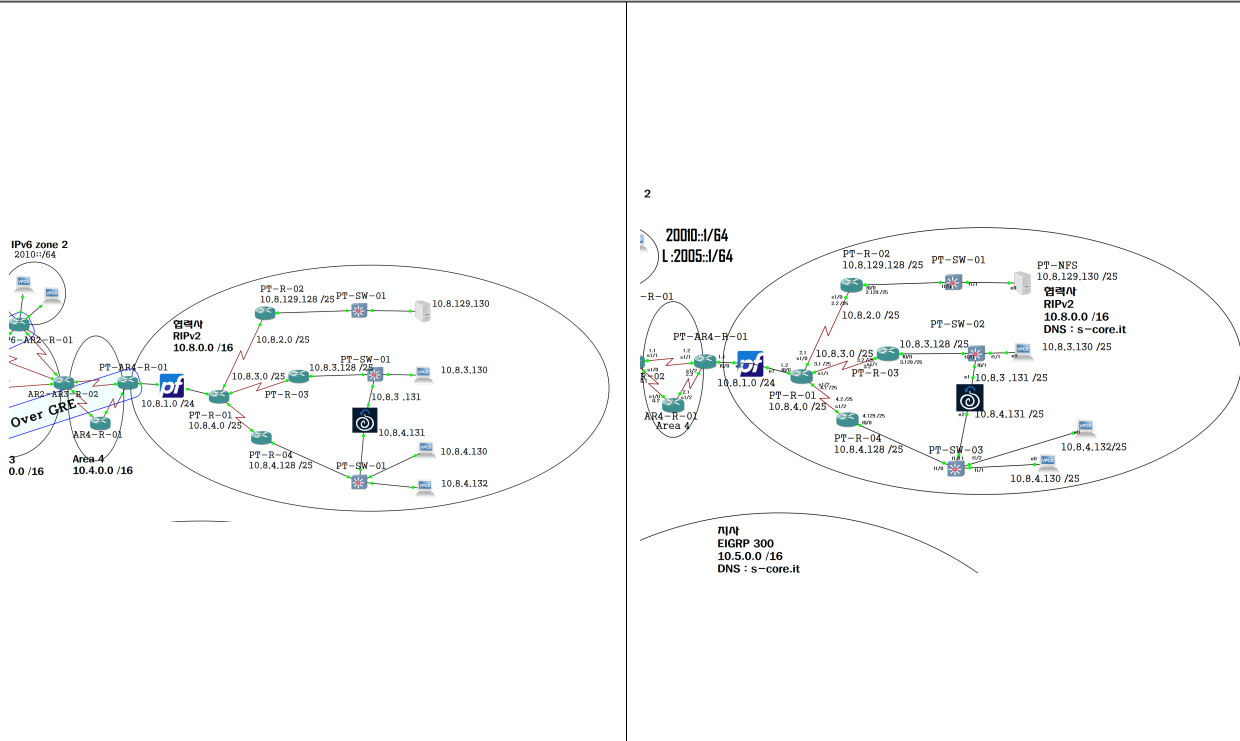 IPv6 zone 2
2010::/64
6-AR2-R-01
AR2-AR3-R-02
Over GRE
3
0.0 /16
PT-AR4-R-01
AR4-R-01
Area 4
10.4.0.0 /16
pf
10.8.1.0 /24
협력사
RIPv2
10.8.0.0 /16
PT-R-02
10.8.129.128 /25
PT-SW-01
10.8.129.130
10.8.2.0 /25
10.8.3.0 /25
10.8.3.128 /25
PT-SW-01
10.8.3.130
PT-R-03
10.8.3 .131
PT-R-01
10.8.4.0 /25
10.8.4.131
PT-R-04
10.8.4.128 /25
PT-SW-01
10.8.4.130
10.8.4.132
2
20010::1/64
L :2005::1/64
-R-01
R-02
PT-AR4-R-01
AR4-R-01
Area 4
pf
10.8.1.0 /24
PT-R-02
10.8.129.128 /25
PT-SW-01
PT-NFS
10.8.129.130 /25
협력사
RIPv2
10.8.0.0 /16
DNS : s-core.it
10.8.2.0 /25
PT-SW-02
10.8.3.0 /25
10.8.3.128 /25
10.8.3.130 /25
PT-R-03
PT-R-01
10.8.4.0 /25
10.8.3 .131 /25
10.8.4.131 /25
PT-R-04
10.8.4.128 /25
PT-SW-03
10.8.4.132/25
10.8.4.130 /25
지사
EIGRP 300
10.5.0.0 /16
DNS : s-core.it